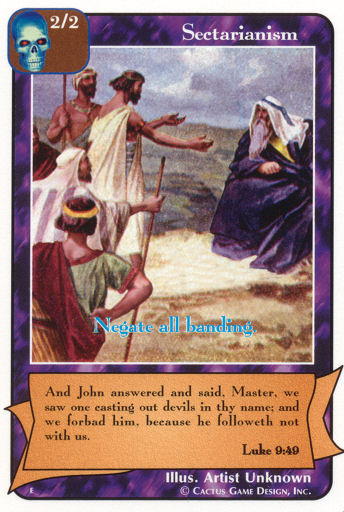 2/2
Sectarianism
Negate all banding.
And John answered and said, Master, we
saw one casting out devils in thy name; and
we forbad him, because he followeth not
with us.
Luke 9:49
Illus. Artist Unknown
E
© Cactus Game Design, Inc.